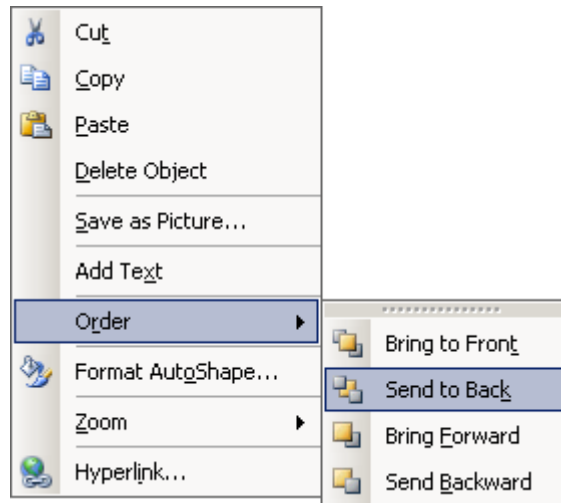 Cut
Copy
Paste
Delete Object
Save as Picture...
Add Text
Order
Format AutoShape...
Zoom
Hyperlink...
Bring to Front
Send to Back
Bring Forward
Send Backward